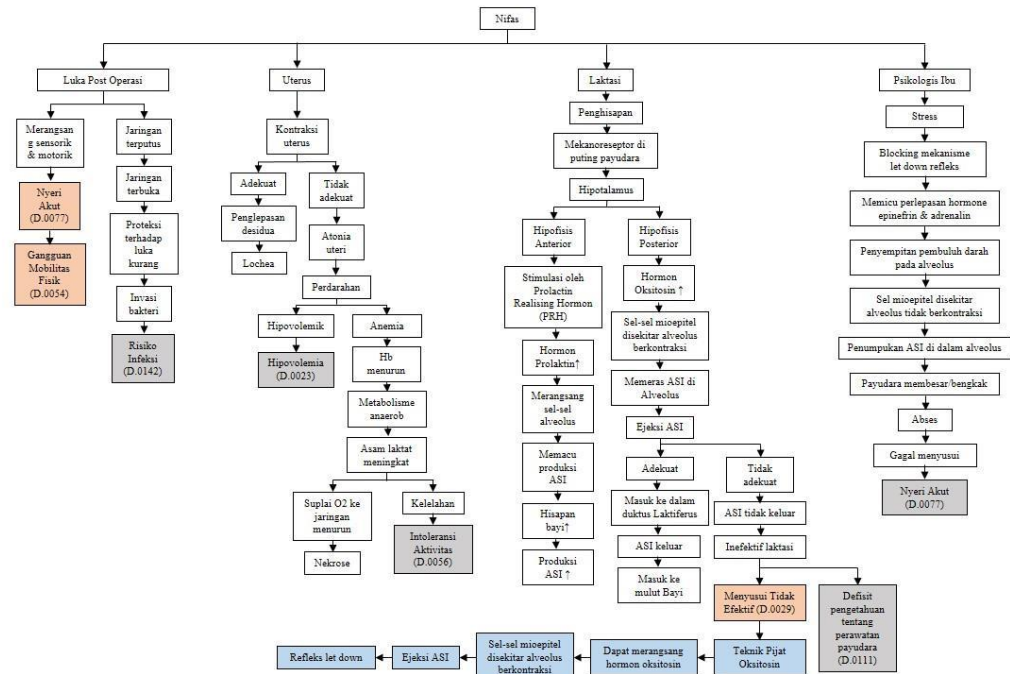 Nifas
Luka Post Operasi
Merangsan
g sensorik
& motorik
Nyeri
Akut
(D.0077)
Gangguan
Mobilitas
Fisik
(D.0054)
Jaringan
terputus
Jaringan
terbuka
Proteksi
terhadap
luka
kurang
Invasi
bakteri
Risiko
Infeksi
(D.0142)
Uterus
Kontraksi
uterus
Adekuat
Penglepasan
desidua
Lochea
Tidak
adekuat
Atonia
uteri
Perdarahan
Hipovolemik
Hipovolemia
(D.0023)
Anemia
Hb
menurun
Metabolisme
anaerob
Asam laktat
meningkat
Suplai O2 ke
jaringan
menurun
Nekrose
Kelelahan
Intoleransi
Aktivitas
(D.0056)
Laktasi
Penghisapan
Mekanoreseptor di
puting payudara
Hipotalamus
Hipofisis
Anterior
Stimulasi oleh
Prolactin
Realising Hormon
(PRH)
Hormon
Prolaktin↑
Merangsang
sel-sel
alveolus
Memacu
produksi
ASI
Hisapan
bayi↑
Produksi
ASI ↑
Hipofisis
Posterior
Hormon
Oksitosin ↑
Sel-sel mioepitel
disekitar alveolus
berkontraksi
Memeras ASI di
Alveolus
Ejeksi ASI
Adekuat
Masuk ke dalam
duktus Laktiferus
ASI keluar
Masuk ke
mulut Bayi
Tidak
adekuat
ASI tidak keluar
Inefektif laktasi
Menyusui Tidak
Efektif (D.0029)
Defisit
pengetahuan
tentang
perawatan
payudara
(D.0111)
Teknik Pijat
Oksitosin
Dapat merangsang
hormon oksitosin
Sel-sel mioepitel
disekitar alveolus
berkontraksi
Ejeksi ASI
Refleks let down
Psikologis Ibu
Stress
Blocking mekanisme
let down refleks
Memicu perlepasan hormone
epinefrin & adrenalin
Penyempitan pembuluh darah
pada alveolus
Sel mioepitel disekitar
alveolus tidak berkontraksi
Penumpukan ASI di dalam alveolus
Payudara membesar/bengkak
Abses
Gagal menyusui
Nyeri Akut
(D.0077)